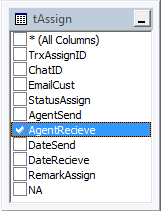 tAssign
* (All Columns)
TrxAssignID
ChatID
EmailCust
StatusAssign
AgentSend
AgentRecieve
DateSend
DateRecieve
RemarkAssign
NA